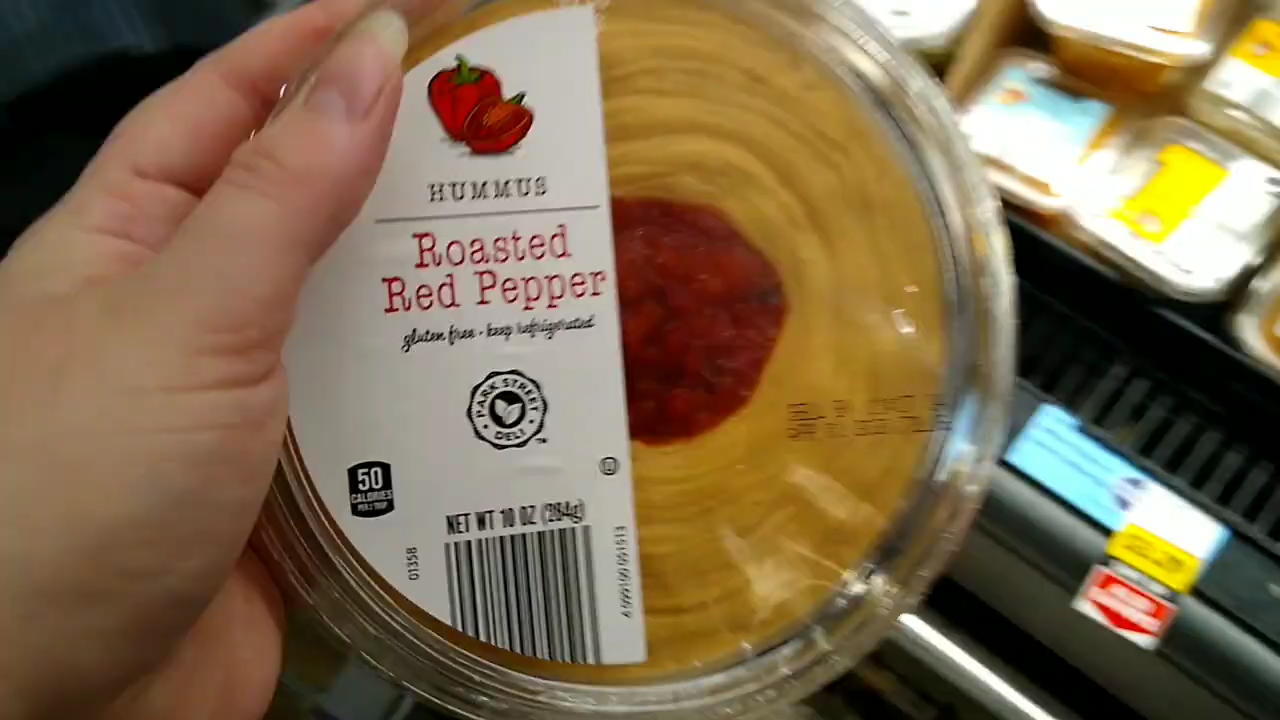 HUMMUS
Roasted
Red Pepper
gluten free • keep refrigerated
PARK STREET
DELI
™
50
CALORIES
NET WT 10 OZ (284g)
01358